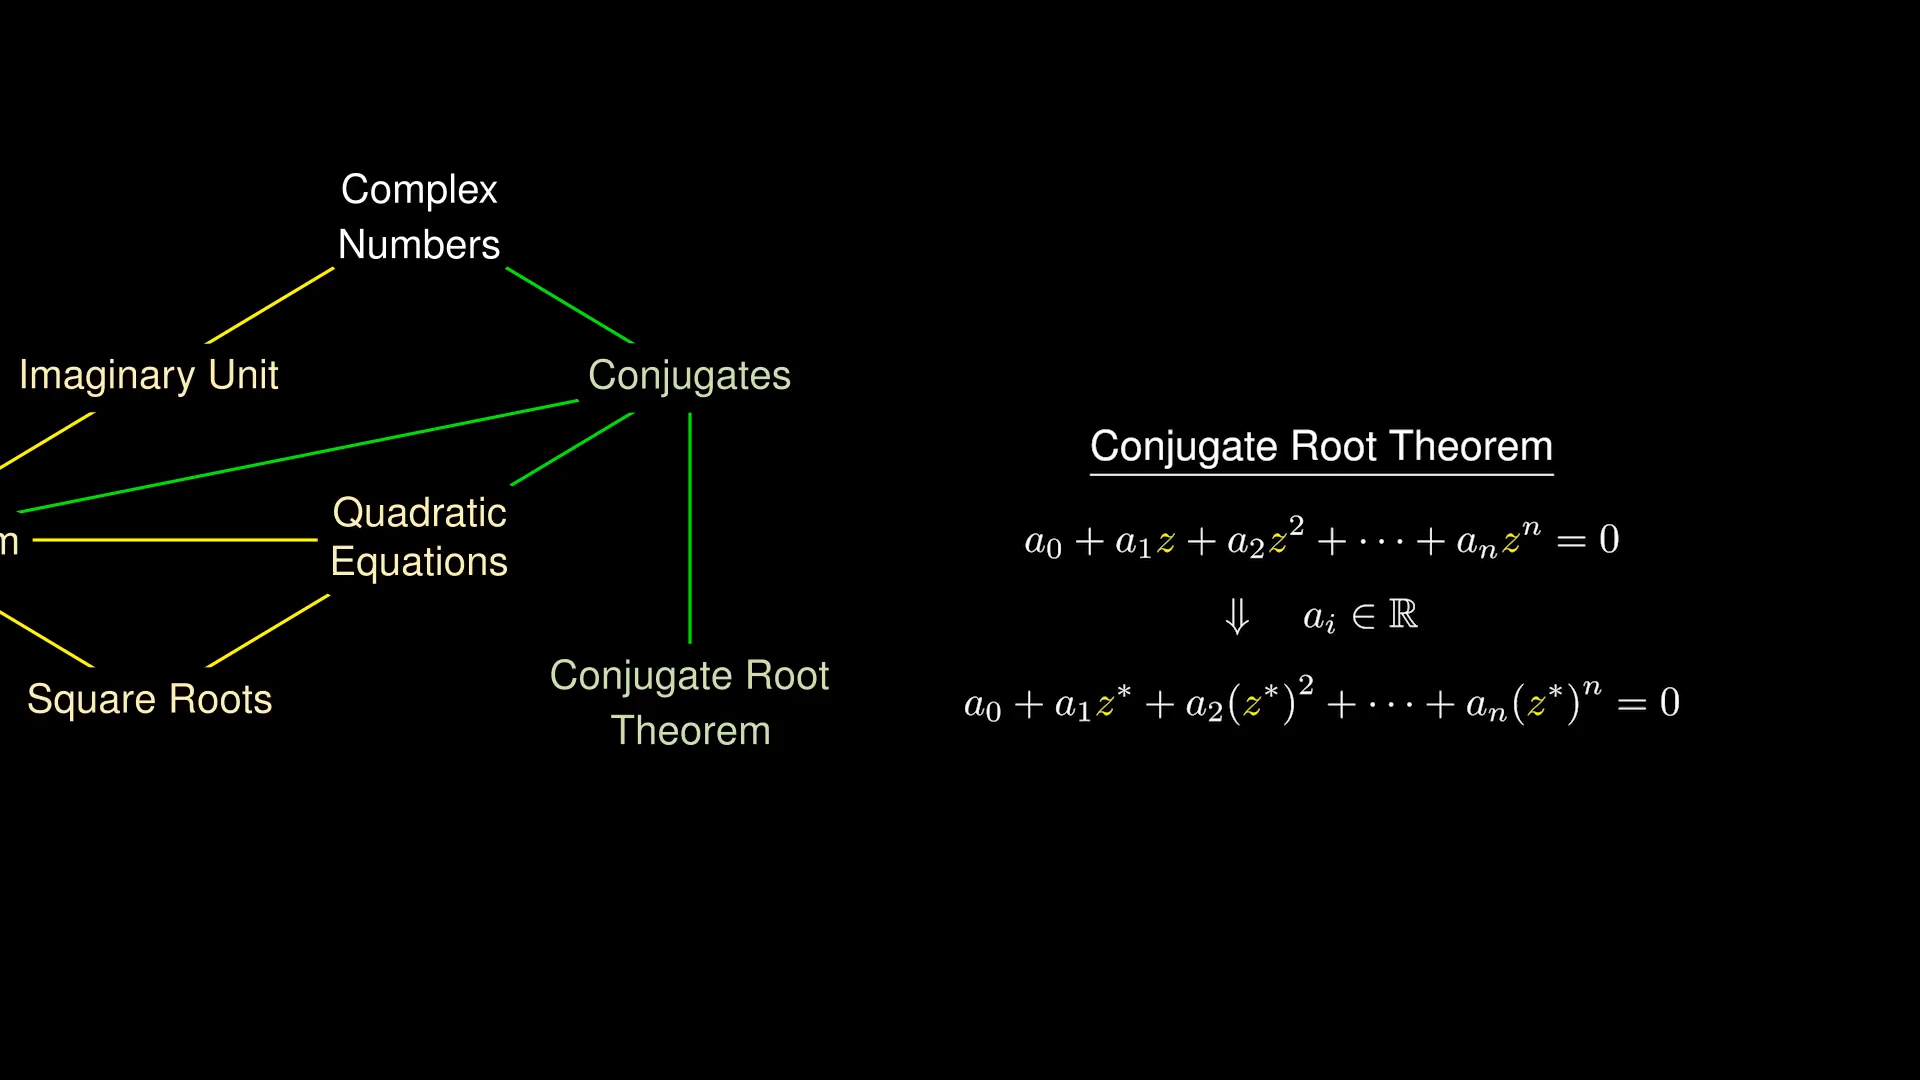 Complex
Numbers
Imaginary Unit
Conjugates
Quadratic
Equations
Square Roots
Conjugate Root
Theorem
Conjugate Root Theorem
a₀ + a₁z + a₂z² + ⋯ + aₙzⁿ = 0
⇓ aᵢ ∈ ℝ
a₀ + a₁z* + a₂(z*)² + ⋯ + aₙ(z*)ⁿ = 0